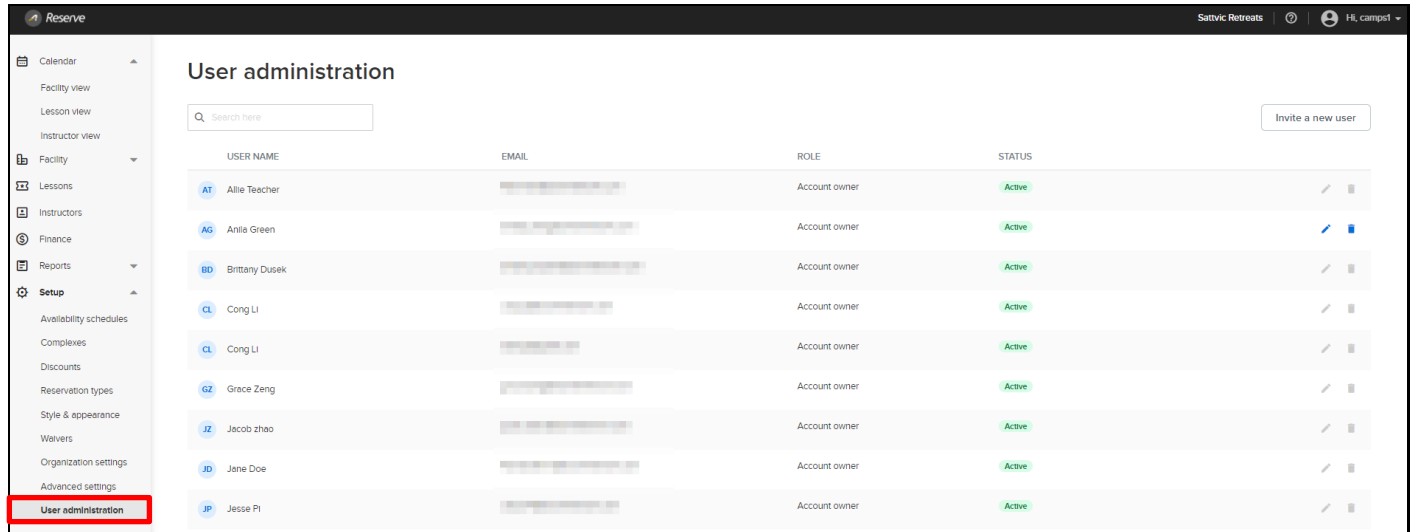 Reserve
Sattvic Retreats
Hi, camps1
Calendar
Facility view
Lesson view
Instructor view
Facility
Lessons
Instructors
Finance
Reports
Setup
Availability schedules
Complexes
Discounts
Reservation types
Style & appearance
Waivers
Organization settings
Advanced settings
User administration
User administration
Search here
Invite a new user
USER NAME EMAIL ROLE STATUS
AT Allie Teacher Account owner Active
AG Anila Green Account owner Active
BD Brittany Dusek Account owner Active
CL Cong Li Account owner Active
CL Cong Li Account owner Active
GZ Grace Zeng Account owner Active
JZ Jacob zhao Account owner Active
JD Jane Doe Account owner Active
JP Jesse Pi Account owner Active